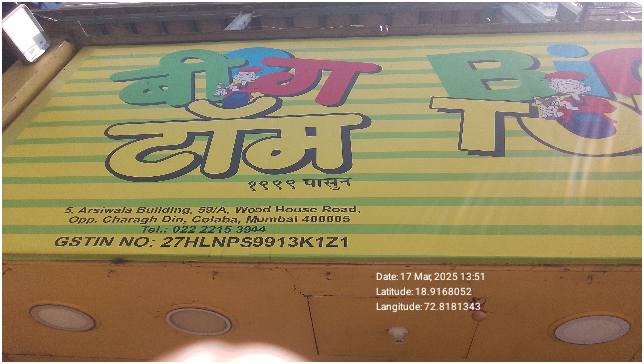 बीग
टॉम
१९९९ पासुन
5, Arsiwala Building, 59/A, Wood House Road,
Opp. Charagh Din, Colaba, Mumbai 400005
Tel.: 022 2215 3944
GSTIN NO: 27HLNPS9913K1Z1
Date: 17 Mar, 2025 13:51
Latitude: 18.9168052
Langitude: 72.8181343